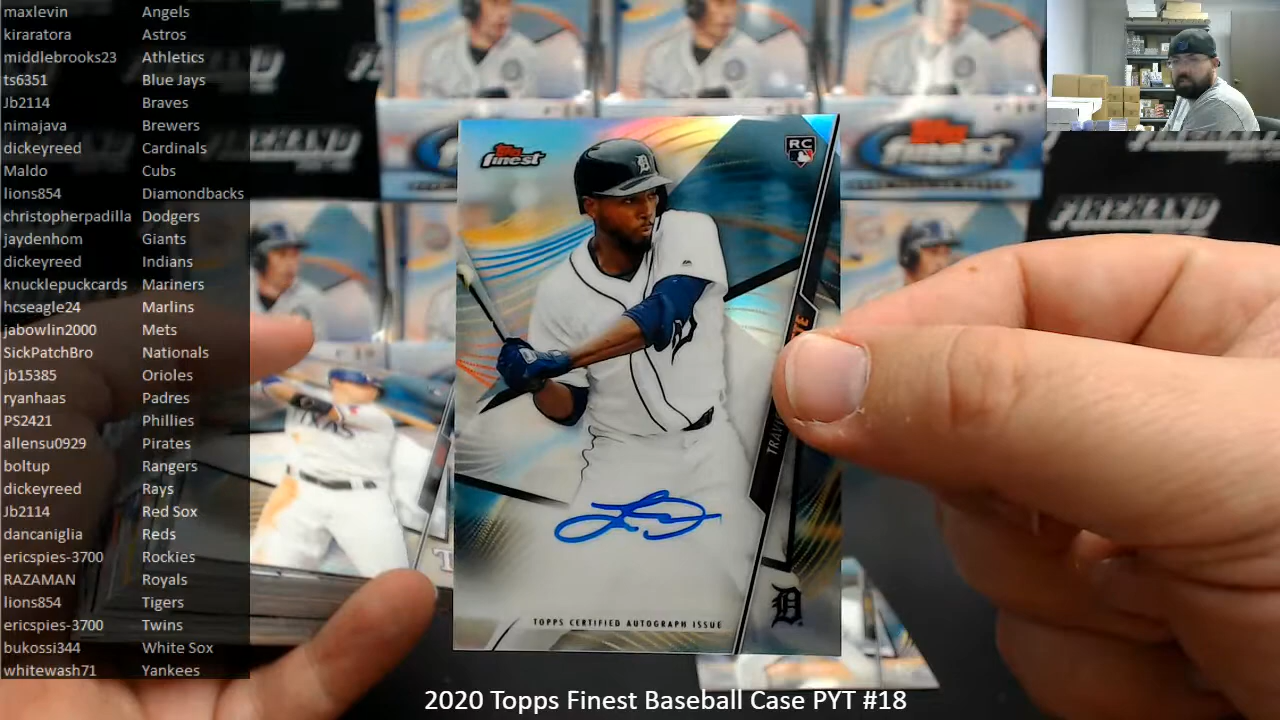 maxlevin Angels
kiraratora Astros
middlebrooks23 Athletics
ts6351 Blue Jays
Jb2114 Braves
nimajava Brewers
dickeyreed Cardinals
Maldo Cubs
lions854 Diamondbacks
christopherpadilla Dodgers
jaydenhom Giants
dickeyreed Indians
knucklepuckcards Mariners
hcseagle24 Marlins
jabowlin2000 Mets
SickPatchBro Nationals
jb15385 Orioles
ryanhaas Padres
PS2421 Phillies
allensu0929 Pirates
boltup Rangers
dickeyreed Rays
Jb2114 Red Sox
dancaniglia Reds
ericspies-3700 Rockies
RAZAMAN Royals
lions854 Tigers
ericspies-3700 Twins
bukossi344 White Sox
whitewash71 Yankees
Topps
finest
RC
D
TOPPS CERTIFIED AUTOGRAPH ISSUE
D
Topps
finest
FIREHAND
2020 Topps Finest Baseball Case PYT #18